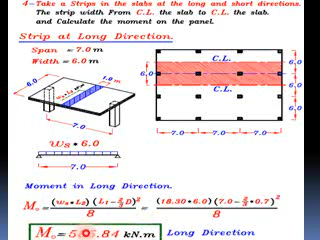 4- Take a Strips in the slabs at the long and short directions.
The strip width From C.L. the slab to C.L. the slab.
and Calculate the moment on the panel.
Strip at Long Direction.
Span = 7.0 m
Width = 6.0 m
C.L.
C.L.
6.0
6.0
6.0
7.0
7.0
7.0
6.0
1.0 m
7.0
Ws * 6.0
7.0
Moment in Long Direction.
Mo = (ws*L2) (L1 - 2/3 D)² / 8 = (18.30*6.0) (7.0 - 2/3 * 0.7)² / 8
Mo = kN.m Long Direction